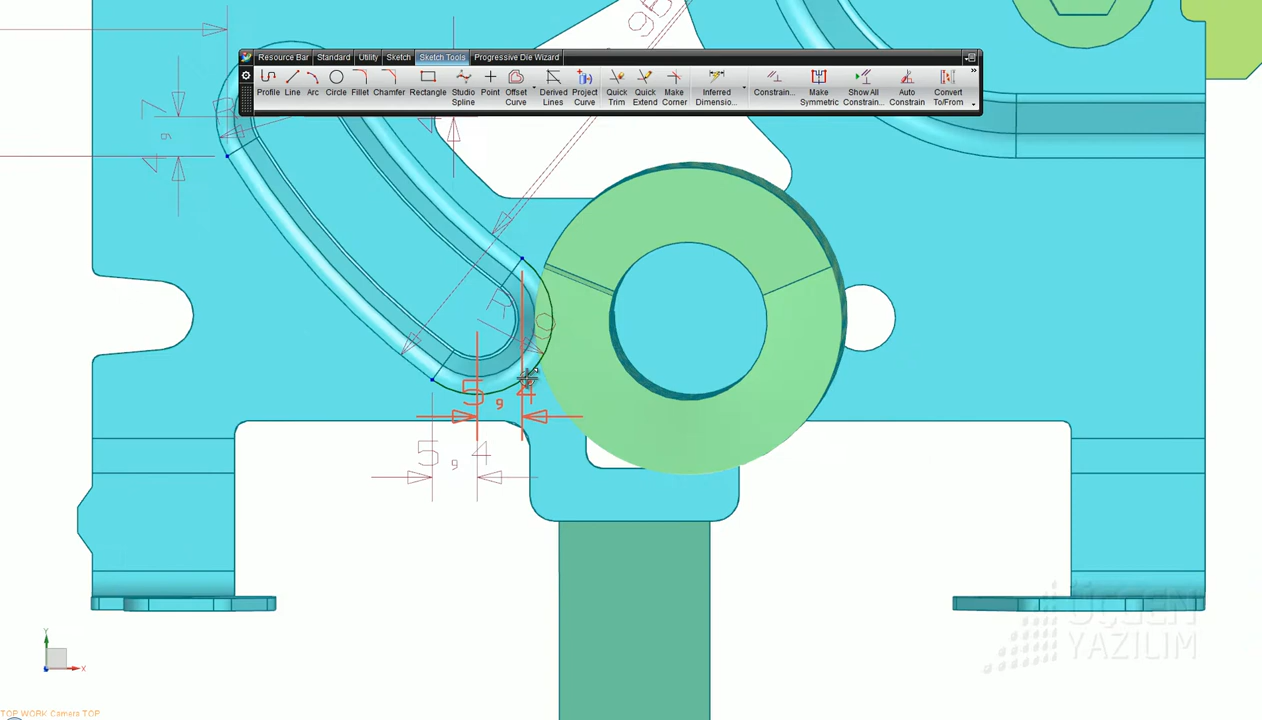 Resource Bar Standard Utility Sketch Sketch Tools Progressive Die Wizard
Profile Line Arc Circle Fillet Chamfer Rectangle Studio Spline Point Offset Curve Derived Lines Project Curve Quick Trim Quick Extend Make Corner Inferred Dimensio... Constrain... Make Symmetric Show All Constrain... Auto Constrain Convert To/From
5,4
5,4
Y
X
ÜÇGEN
YAZILIM
TOP WORK Camera TOP